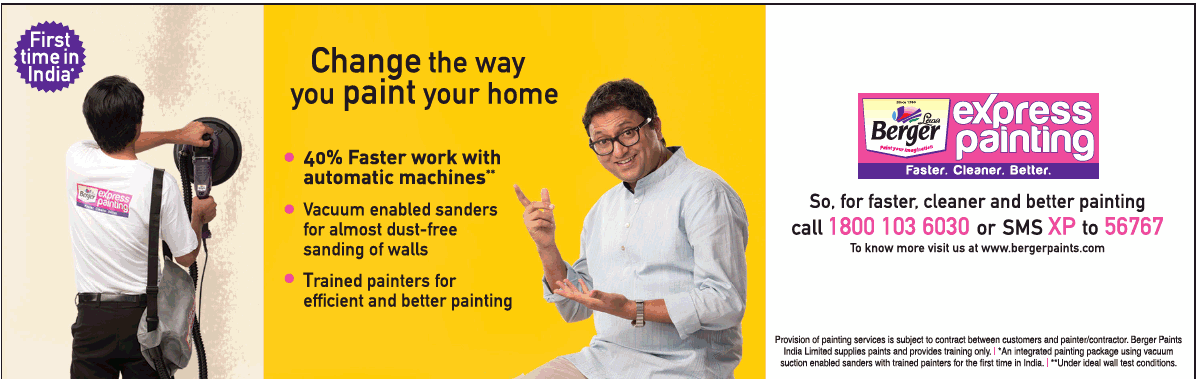 First
time in
India*
express
Berger
painting
Change the way
you paint your home
• 40% Faster work with
automatic machines**
• Vacuum enabled sanders
for almost dust-free
sanding of walls
• Trained painters for
efficient and better painting
Since 1760
Lewis
Berger
Paint your imagination
express
painting
Faster. Cleaner. Better.
So, for faster, cleaner and better painting
call 1800 103 6030 or SMS XP to 56767
To know more visit us at www.bergerpaints.com
Provision of painting services is subject to contract between customers and painter/contractor. Berger Paints
India Limited supplies paints and provides training only. | *An integrated painting package using vacuum
suction enabled sanders with trained painters for the first time in India. | **Under ideal wall test conditions.